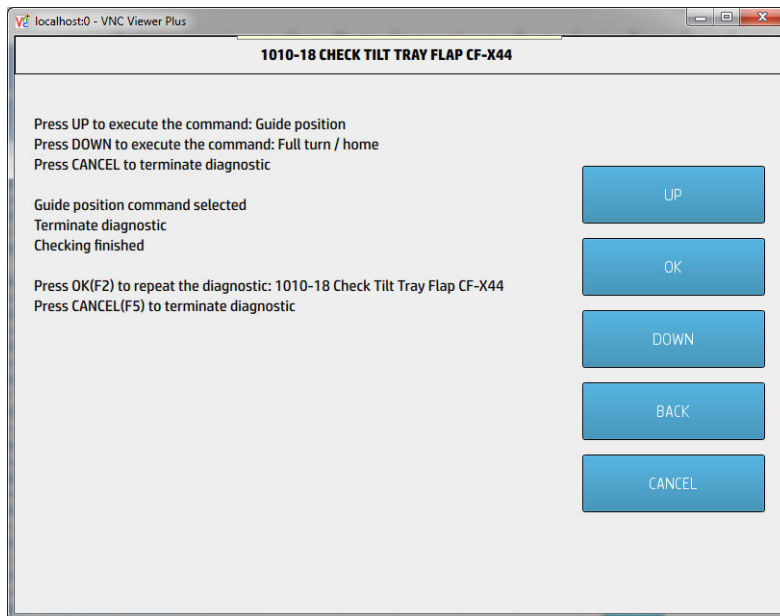 localhost:0 - VNC Viewer Plus
1010-18 CHECK TILT TRAY FLAP CF-X44
Press UP to execute the command: Guide position
Press DOWN to execute the command: Full turn / home
Press CANCEL to terminate diagnostic
Guide position command selected
Terminate diagnostic
Checking finished
Press OK(F2) to repeat the diagnostic: 1010-18 Check Tilt Tray Flap CF-X44
Press CANCEL(F5) to terminate diagnostic
UP
OK
DOWN
BACK
CANCEL